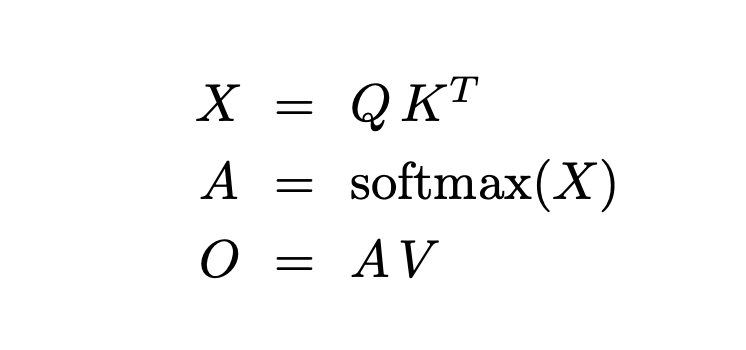 X = Q K^T
A = softmax(X)
O = A V